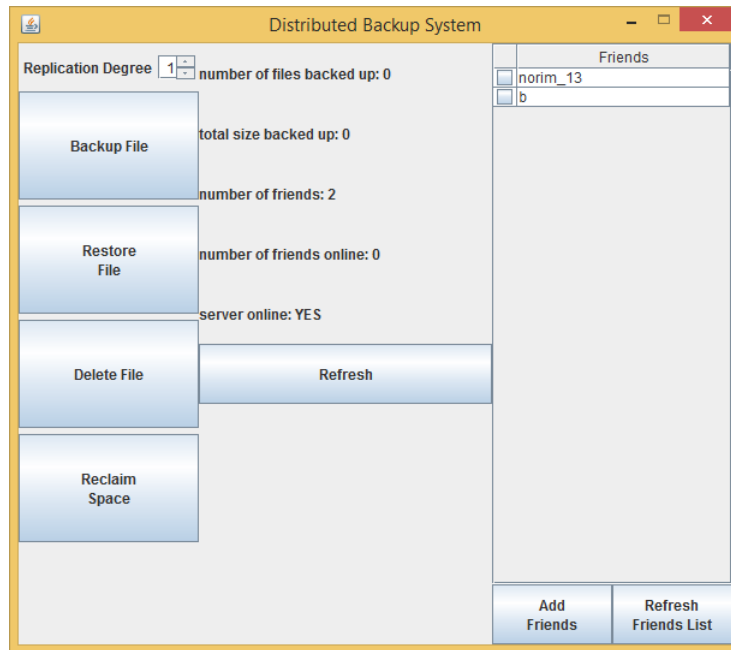 Distributed Backup System
Replication Degree 1
Backup File
Restore
File
Delete File
Reclaim
Space
number of files backed up: 0
total size backed up: 0
number of friends: 2
number of friends online: 0
server online: YES
Refresh
Friends
norim_13
b
Add
Friends
Refresh
Friends List